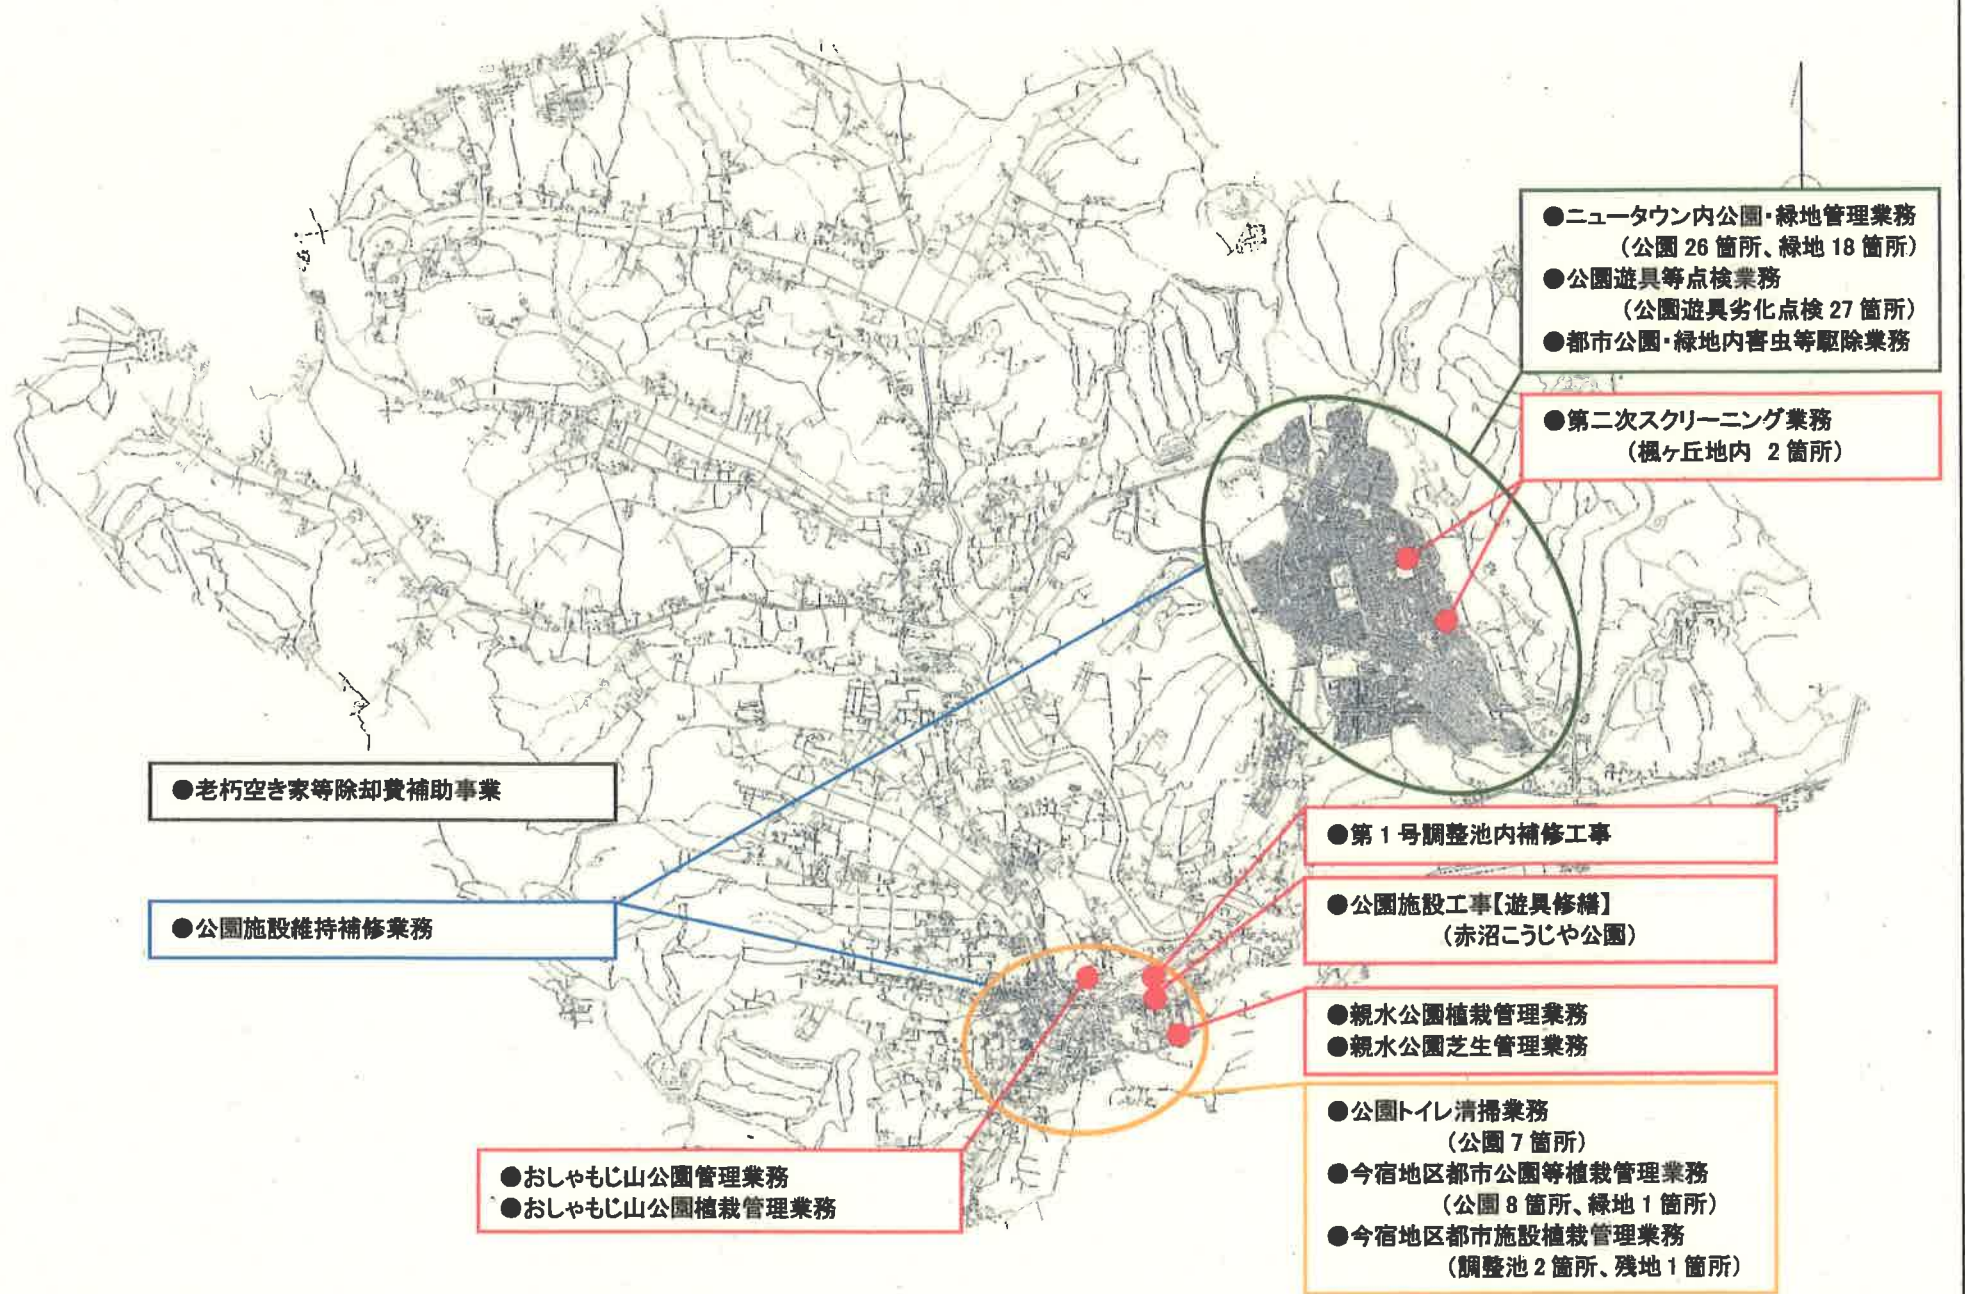 ●ニュータウン内公園・緑地管理業務
(公園 26 箇所、緑地 18 箇所)
●公園遊具等点検業務
(公園遊具劣化点検 27 箇所)
●都市公園・緑地内害虫等駆除業務
●第二次スクリーニング業務
(楓ヶ丘地内 2 箇所)
●老朽空き家等除却費補助事業
●公園施設維持補修業務
●第 1 号調整池内補修工事
●公園施設工事【遊具修繕】
(赤沼こうじや公園)
●親水公園植栽管理業務
●親水公園芝生管理業務
●おしゃもじ山公園管理業務
●おしゃもじ山公園植栽管理業務
●公園トイレ清掃業務
(公園 7 箇所)
●今宿地区都市公園等植栽管理業務
(公園 8 箇所、緑地 1 箇所)
●今宿地区都市施設植栽管理業務
(調整池 2 箇所、残地 1 箇所)